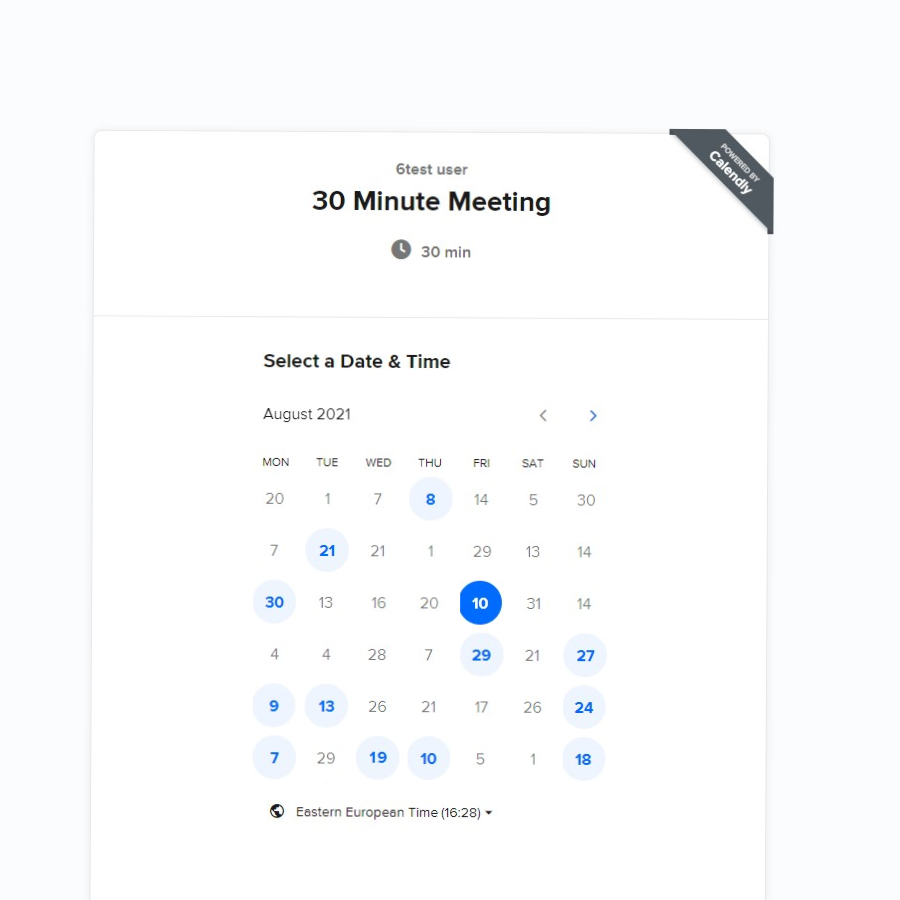 POWERED BY
Calendly
6test user
30 Minute Meeting
30 min
Select a Date & Time
August 2021
MON TUE WED THU FRI SAT SUN
20 1 7 8 14 5 30
7 21 21 1 29 13 14
30 13 16 20 10 31 14
4 4 28 7 29 21 27
9 13 26 21 17 26 24
7 29 19 10 5 1 18
Eastern European Time (16:28)